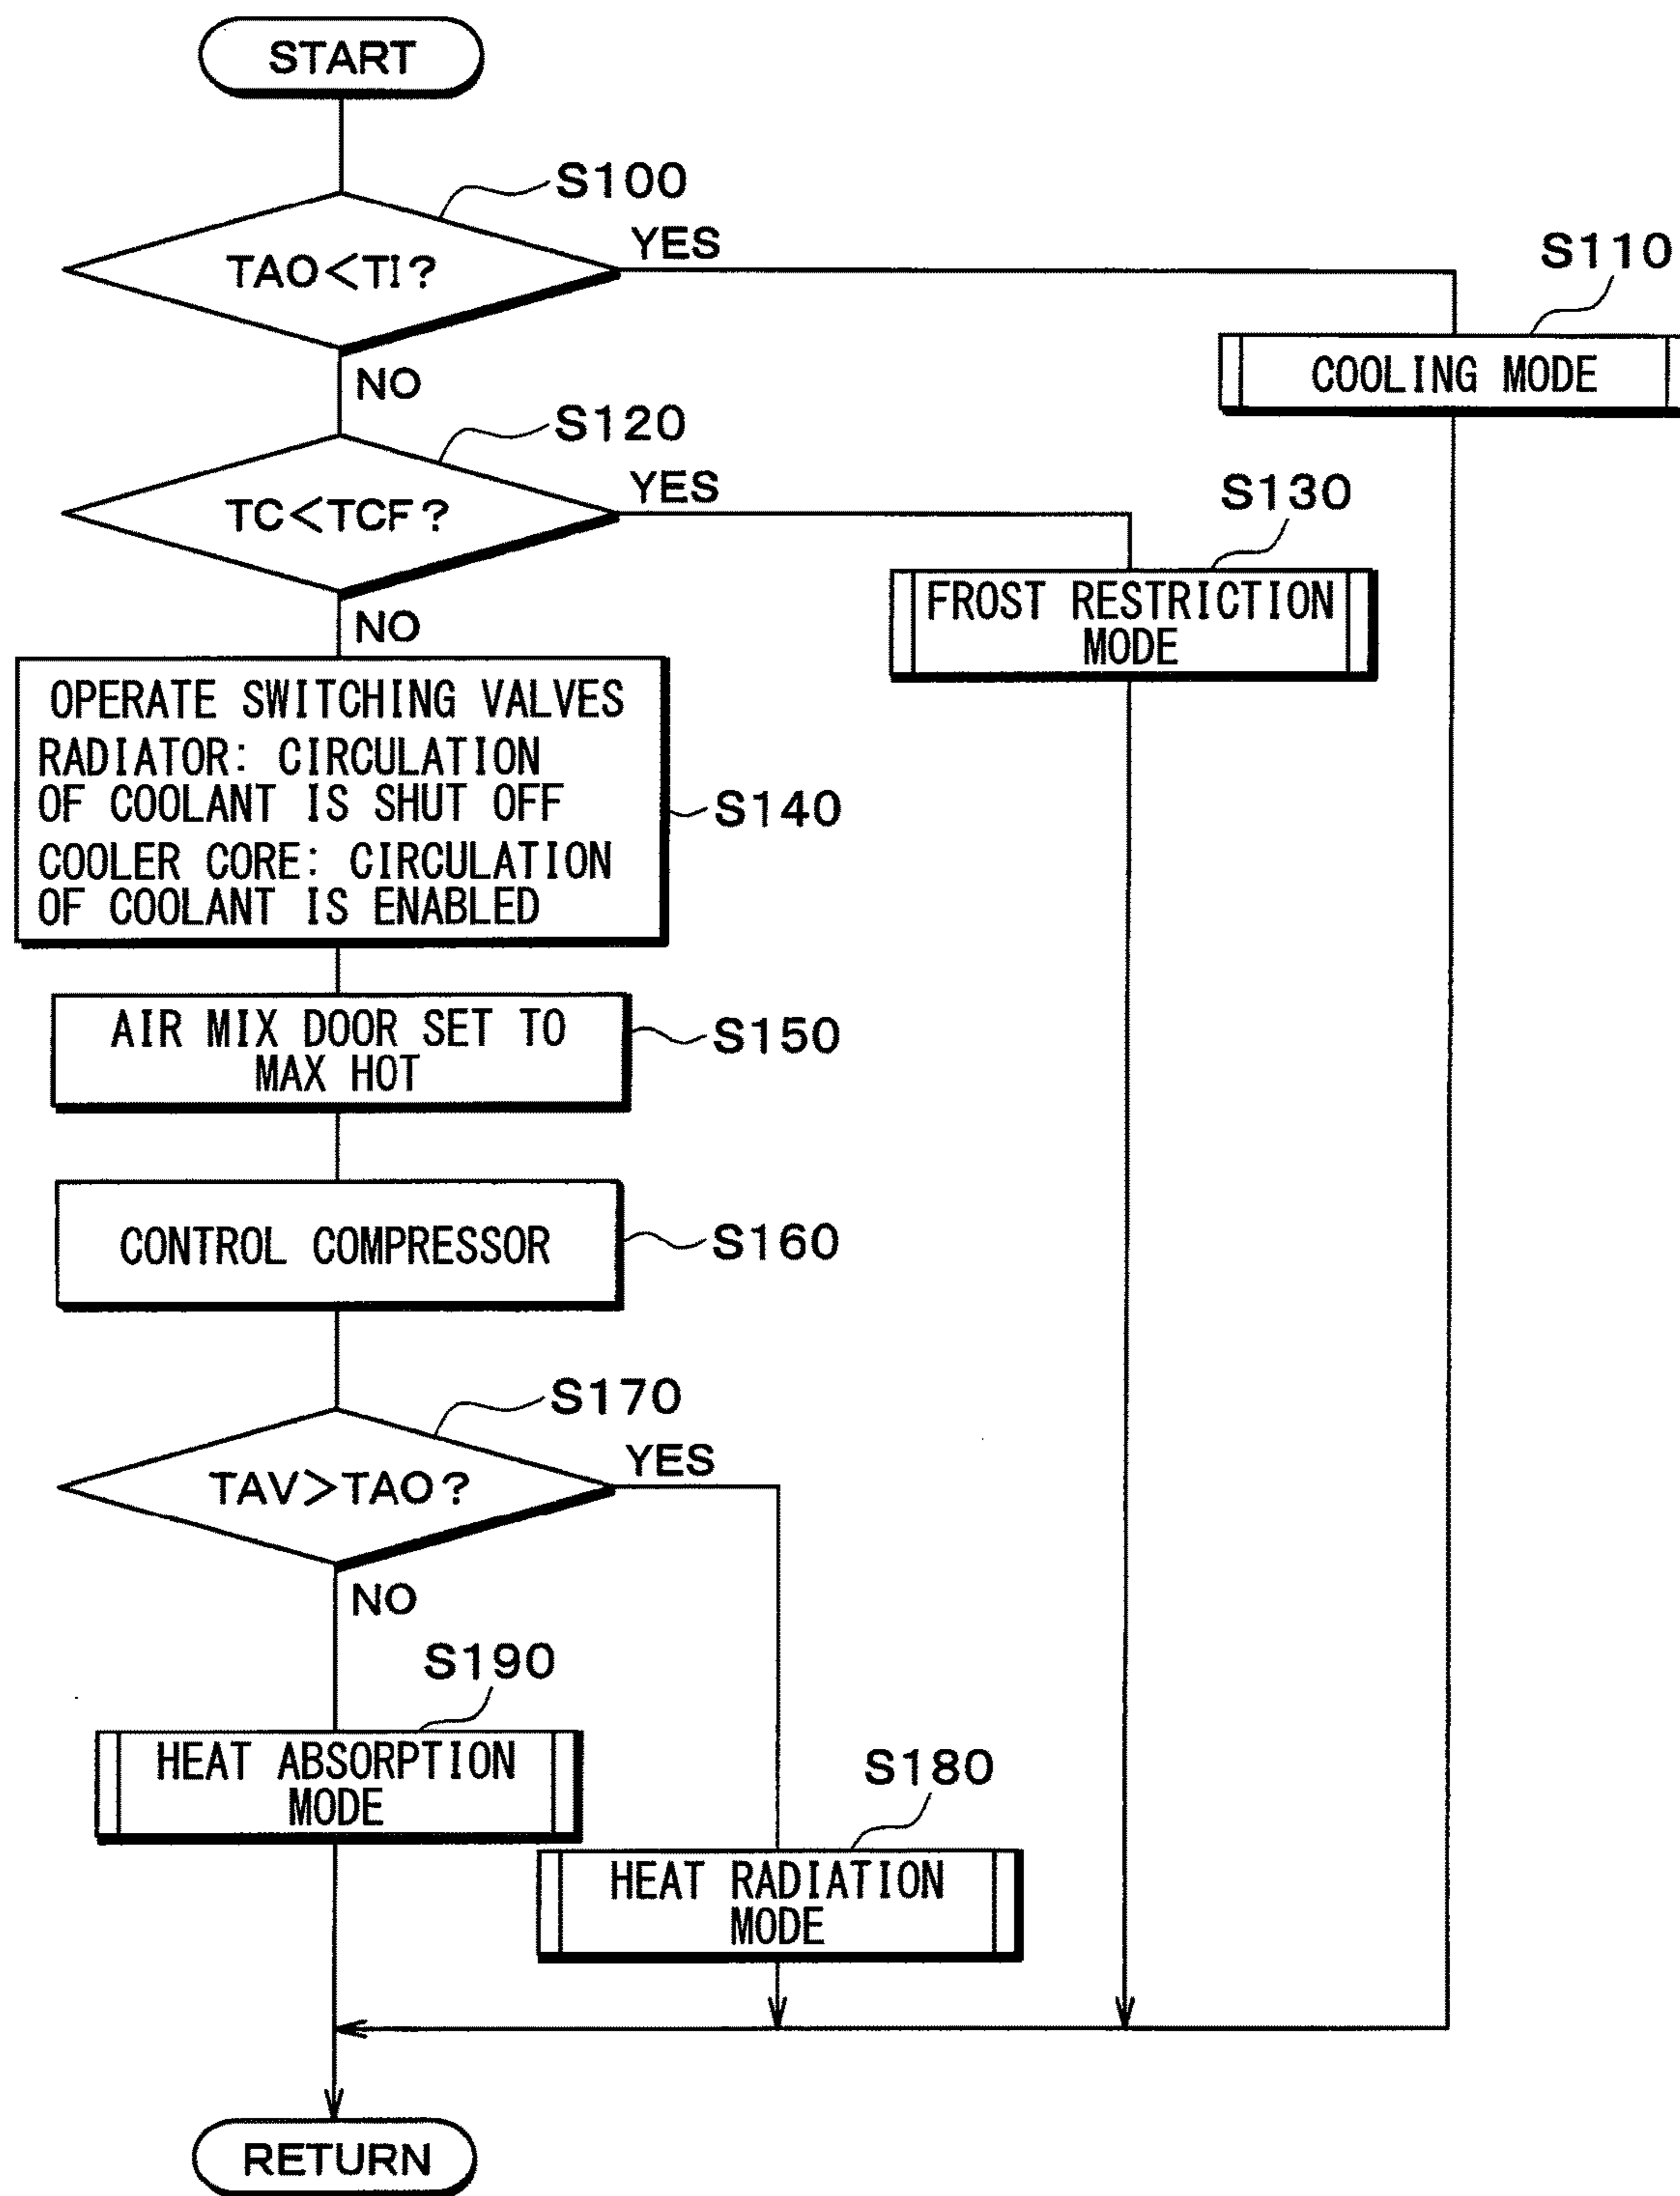 START
S100
TAO<TI?
YES
NO
S110
COOLING MODE
S120
TC<TCF?
YES
NO
S130
FROST RESTRICTION
MODE
OPERATE SWITCHING VALVES
RADIATOR: CIRCULATION
OF COOLANT IS SHUT OFF
COOLER CORE: CIRCULATION
OF COOLANT IS ENABLED
S140
AIR MIX DOOR SET TO
MAX HOT
S150
CONTROL COMPRESSOR
S160
S170
TAV>TAO?
YES
NO
S190
HEAT ABSORPTION
MODE
S180
HEAT RADIATION
MODE
RETURN